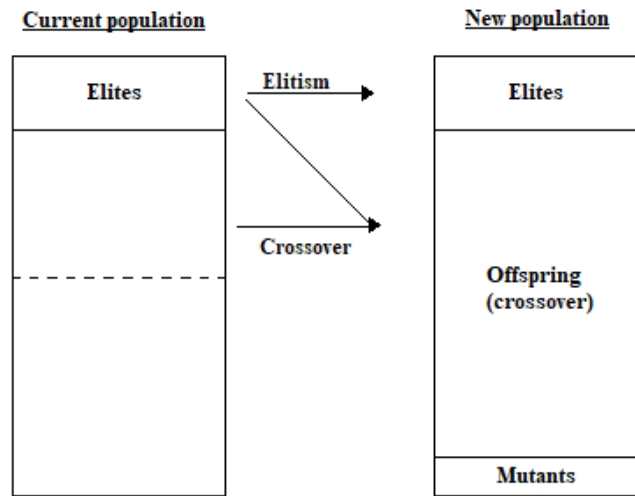 Current population
New population
Elites
Elitism
Elites
Crossover
Offspring
(crossover)
Mutants